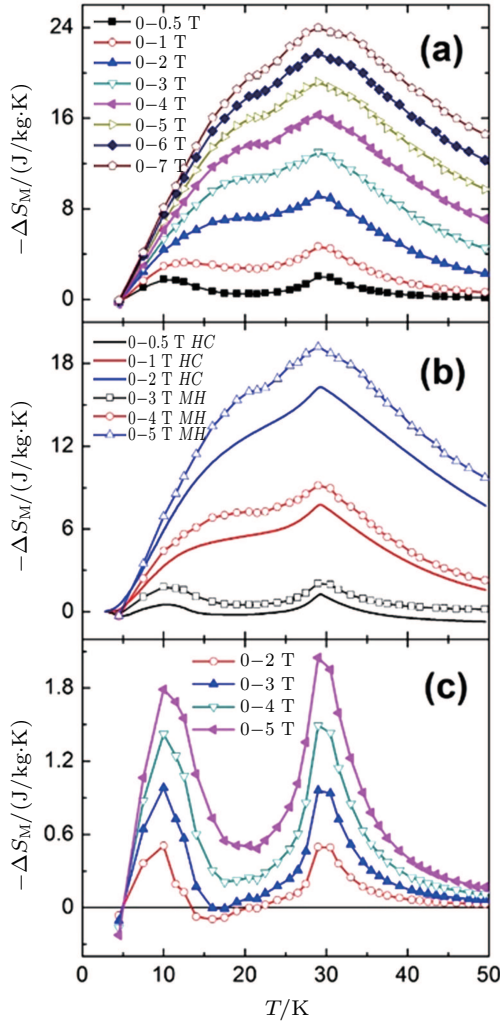 (a)
0−0.5 T
0−1 T
0−2 T
0−3 T
0−4 T
0−5 T
0−6 T
0−7 T
24
16
8
0
−ΔS_M/(J/kg·K)
(b)
0−0.5 T HC
0−1 T HC
0−2 T HC
0−3 T MH
0−4 T MH
0−5 T MH
18
12
6
0
−ΔS_M/(J/kg·K)
(c)
0−2 T
0−3 T
0−4 T
0−5 T
1.8
1.2
0.6
0
−ΔS_M/(J/kg·K)
0 10 20 30 40 50
T/K